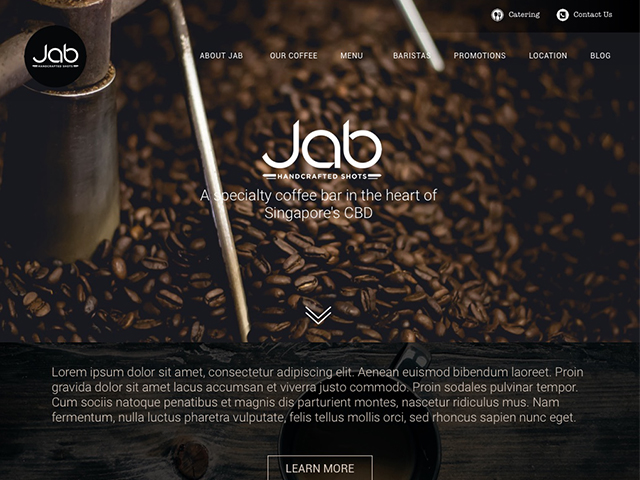 Catering Contact Us
Jab
HANDCRAFTED SHOTS
ABOUT JAB OUR COFFEE MENU BARISTAS PROMOTIONS LOCATION BLOG
Jab
HANDCRAFTED SHOTS
A specialty coffee bar in the heart of
Singapore's CBD
Lorem ipsum dolor sit amet, consectetur adipiscing elit. Aenean euismod bibendum laoreet. Proin
gravida dolor sit amet lacus accumsan et viverra justo commodo. Proin sodales pulvinar tempor.
Cum sociis natoque penatibus et magnis dis parturient montes, nascetur ridiculus mus. Nam
fermentum, nulla luctus pharetra vulputate, felis tellus mollis orci, sed rhoncus sapien nunc eget.
LEARN MORE